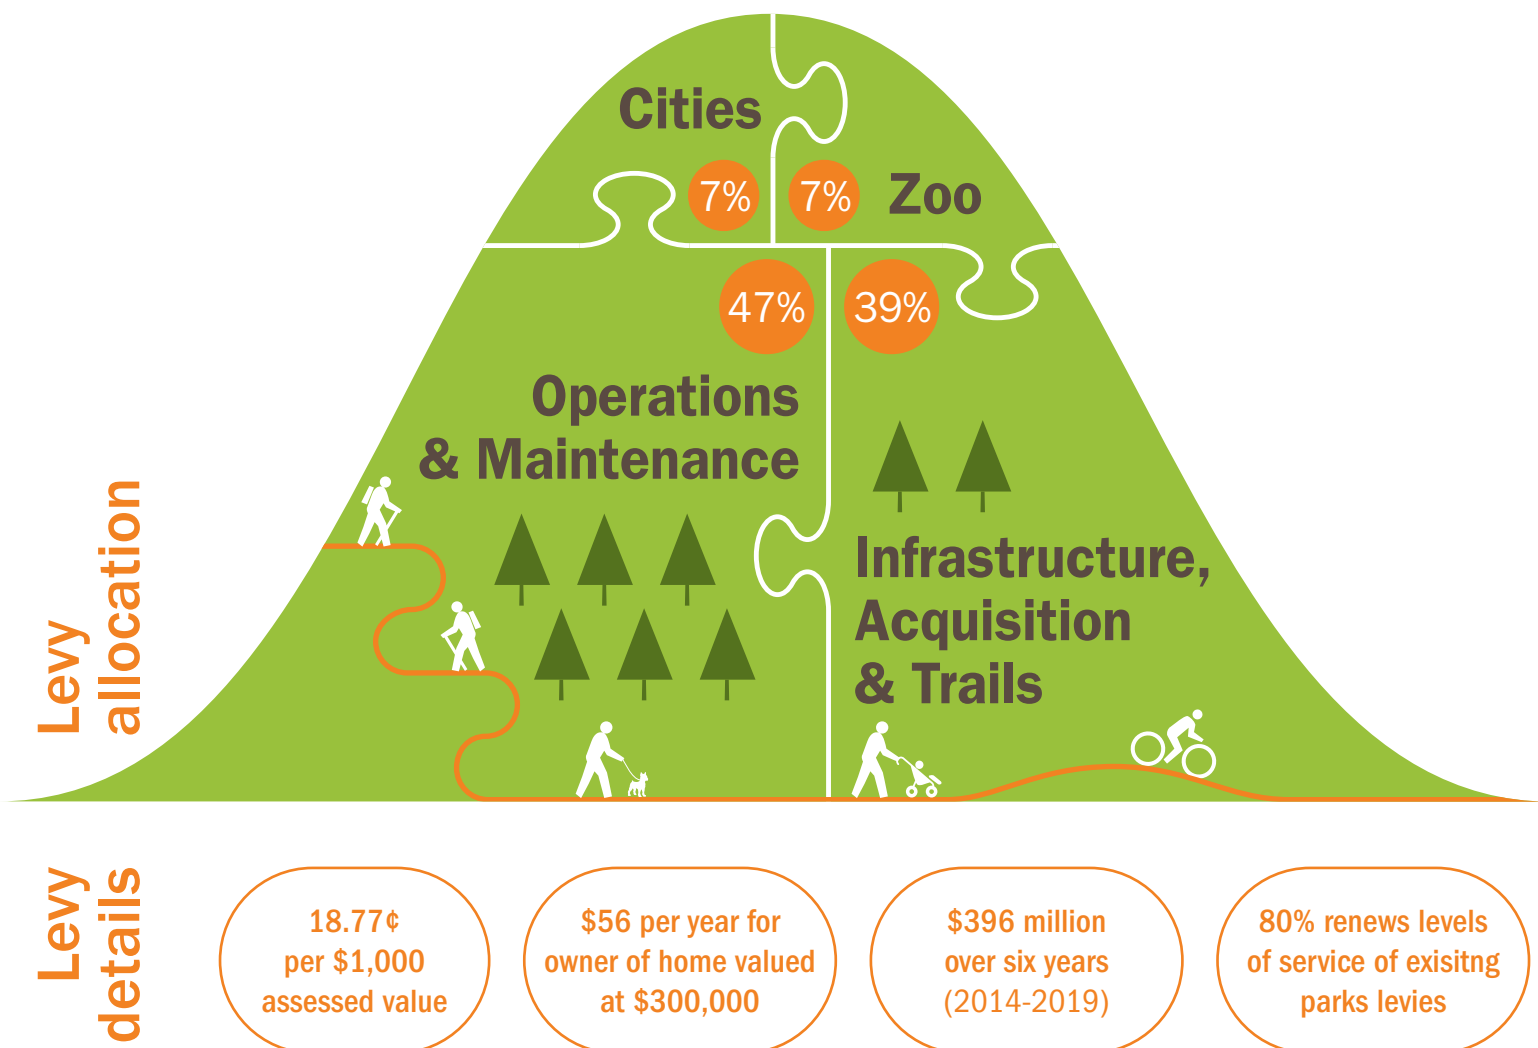 Cities
7%
7%
Zoo
47%
39%
Operations
& Maintenance
Infrastructure,
Acquisition
& Trails
Levy
allocation
Levy
details
18.77¢
per $1,000
assessed value
$56 per year for
owner of home valued
at $300,000
$396 million
over six years
(2014-2019)
80% renews levels
of service of exisitng
parks levies